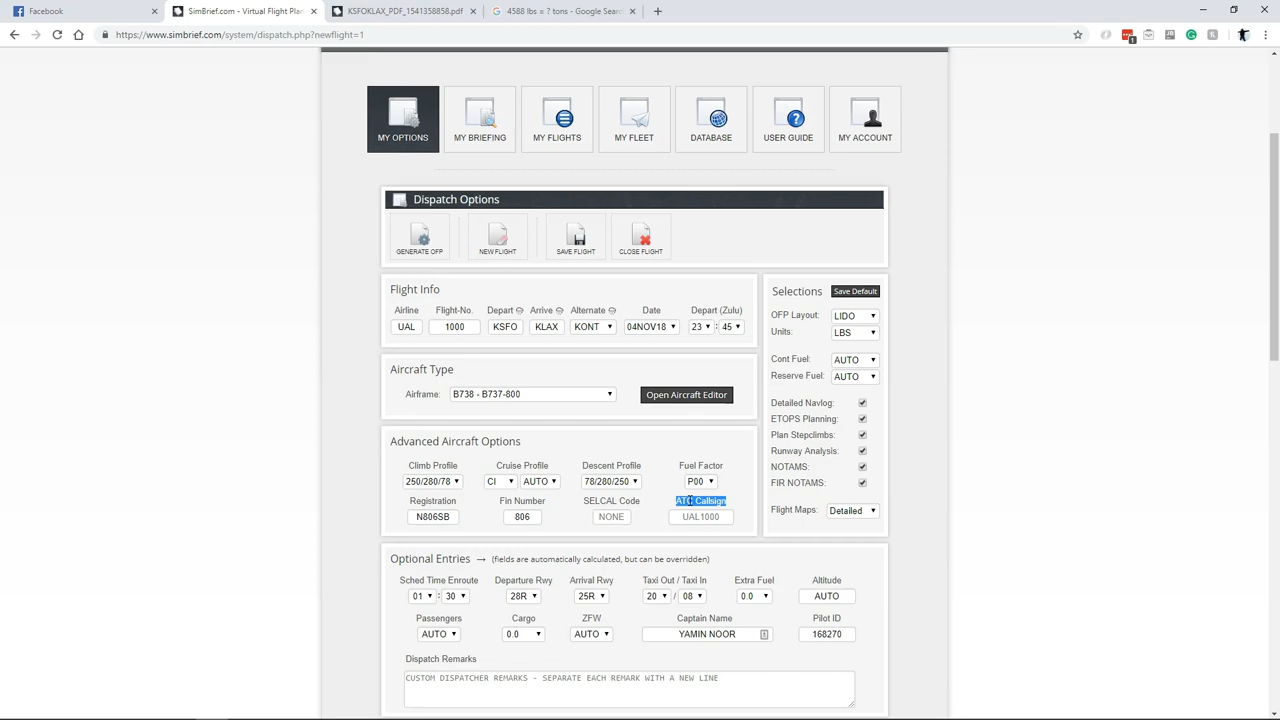 Facebook
SimBrief.com - Virtual Flight Plan
KSFOKLAX_PDF_1541358858.pdf
4588 lbs = ? tons - Google Search
https://www.simbrief.com/system/dispatch.php?newflight=1
1
MY OPTIONS
MY BRIEFING
MY FLIGHTS
MY FLEET
DATABASE
USER GUIDE
MY ACCOUNT
Dispatch Options
GENERATE OFP
NEW FLIGHT
SAVE FLIGHT
CLOSE FLIGHT
Flight Info
Airline Flight-No. Depart Arrive Alternate Date Depart (Zulu)
UAL 1000 KSFO KLAX KONT 04NOV18 23 : 45
Aircraft Type
Airframe: B738 - B737-800 Open Aircraft Editor
Advanced Aircraft Options
Climb Profile Cruise Profile Descent Profile Fuel Factor
250/280/78 CI AUTO 78/280/250 P00
Registration Fin Number SELCAL Code ATC Callsign
N806SB 806 NONE UAL1000
Selections Save Default
OFP Layout: LIDO
Units: LBS
Cont Fuel: AUTO
Reserve Fuel: AUTO
Detailed Navlog:
ETOPS Planning:
Plan Stepclimbs:
Runway Analysis:
NOTAMS:
FIR NOTAMS:
Flight Maps: Detailed
Optional Entries → (fields are automatically calculated, but can be overridden)
Sched Time Enroute Departure Rwy Arrival Rwy Taxi Out / Taxi In Extra Fuel Altitude
01 : 30 28R 25R 20 / 08 0.0 AUTO
Passengers Cargo ZFW Captain Name Pilot ID
AUTO 0.0 AUTO YAMIN NOOR 168270
Dispatch Remarks
CUSTOM DISPATCHER REMARKS - SEPARATE EACH REMARK WITH A NEW LINE